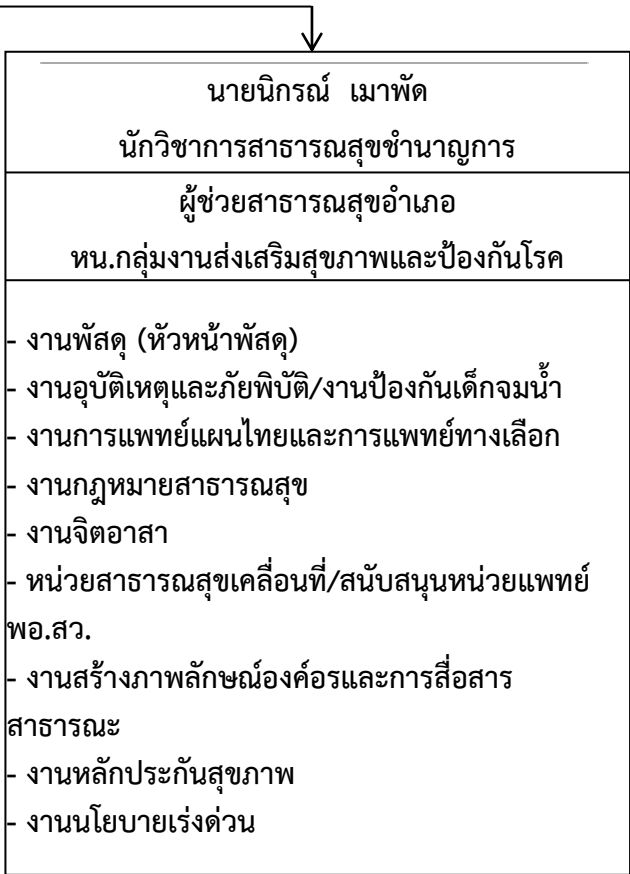 นายนิกรณ์ เมาพัด
นักวิชาการสาธารณสุขชำนาญการ
ผู้ช่วยสาธารณสุขอำเภอ
หน.กลุ่มงานส่งเสริมสุขภาพและป้องกันโรค
- งานพัสดุ (หัวหน้าพัสดุ)
- งานอุบัติเหตุและภัยพิบัติ/งานป้องกันเด็กจมน้ำ
- งานการแพทย์แผนไทยและการแพทย์ทางเลือก
- งานกฎหมายสาธารณสุข
- งานจิตอาสา
- หน่วยสาธารณสุขเคลื่อนที่/สนับสนุนหน่วยแพทย์
พอ.สว.
- งานสร้างภาพลักษณ์องค์อรและการสื่อสาร
สาธารณะ
- งานหลักประกันสุขภาพ
- งานนโยบายเร่งด่วน